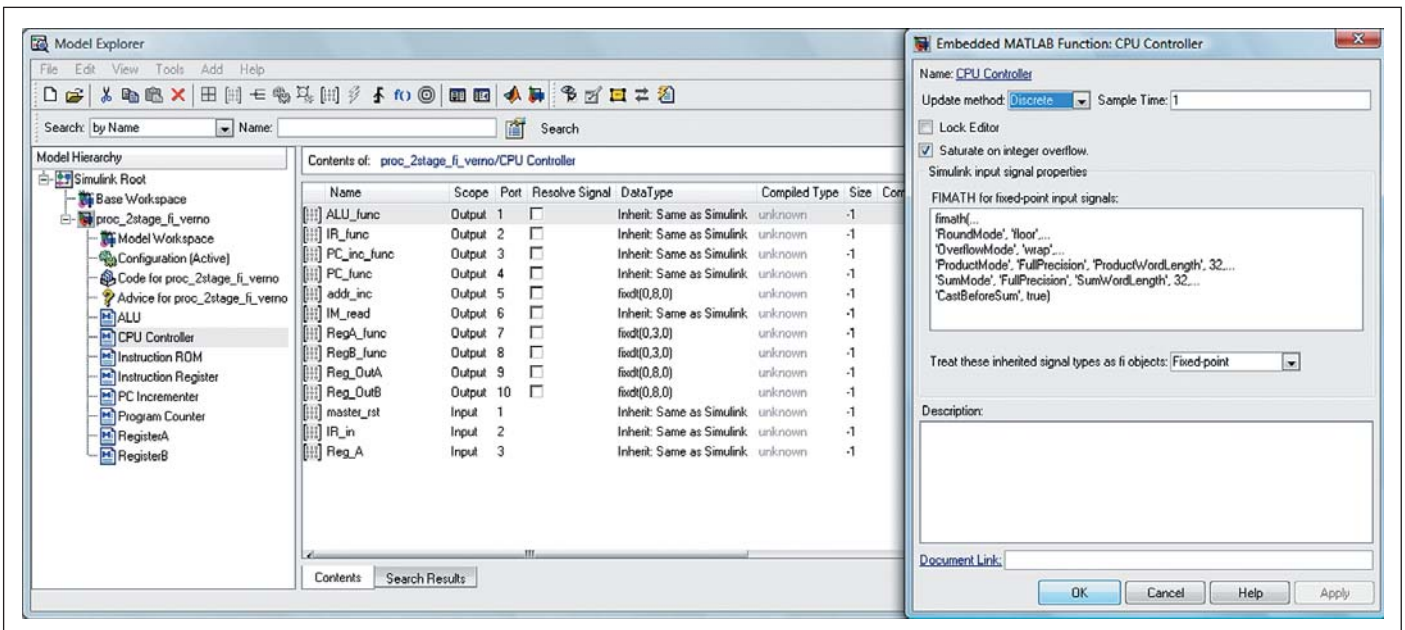 Model Explorer
File Edit View Tools Add Help
Search: by Name Name: Search
Model Hierarchy
Simulink Root
Base Workspace
proc_2stage_fi_verno
Model Workspace
Configuration (Active)
Code for proc_2stage_fi_verno
Advice for proc_2stage_fi_verno
ALU
CPU Controller
Instruction ROM
Instruction Register
PC Incrementer
Program Counter
RegisterA
RegisterB
Contents of: proc_2stage_fi_verno/CPU Controller
Name Scope Port Resolve Signal DataType Compiled Type Size Com
ALU_func Output 1 Inherit: Same as Simulink unknown -1
IR_func Output 2 Inherit: Same as Simulink unknown -1
PC_inc_func Output 3 Inherit: Same as Simulink unknown -1
PC_func Output 4 Inherit: Same as Simulink unknown -1
addr_inc Output 5 fixdt(0,8,0) unknown -1
IM_read Output 6 Inherit: Same as Simulink unknown -1
RegA_func Output 7 fixdt(0,3,0) unknown -1
RegB_func Output 8 fixdt(0,3,0) unknown -1
Reg_OutA Output 9 fixdt(0,8,0) unknown -1
Reg_OutB Output 10 fixdt(0,8,0) unknown -1
master_rst Input 1 Inherit: Same as Simulink unknown -1
IR_in Input 2 Inherit: Same as Simulink unknown -1
Reg_A Input 3 Inherit: Same as Simulink unknown -1
Contents Search Results
Embedded MATLAB Function: CPU Controller
Name: CPU Controller
Update method: Discrete Sample Time: 1
Lock Editor
Saturate on integer overflow.
Simulink input signal properties
FIMATH for fixed-point input signals:
fimath(...
'RoundMode', 'floor',...
'OverflowMode', 'wrap',...
'ProductMode', 'FullPrecision', 'ProductWordLength', 32,...
'SumMode', 'FullPrecision', 'SumWordLength', 32,...
'CastBeforeSum', true)
Treat these inherited signal types as fi objects: Fixed-point
Description:
Document Link:
OK Cancel Help Apply